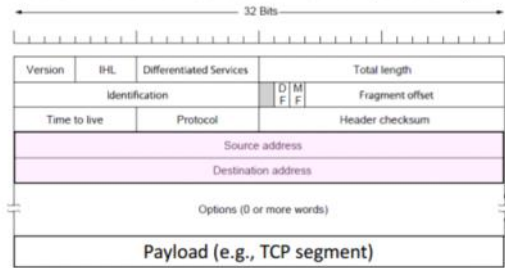 32 Bits
Version IHL Differentiated Services Total length
Identification D F M F Fragment offset
Time to live Protocol Header checksum
Source address
Destination address
Options (0 or more words)
Payload (e.g., TCP segment)